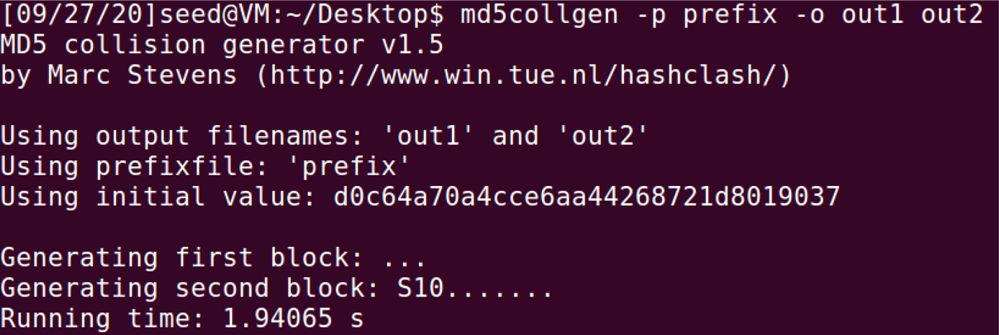 [09/27/20]seed@VM:~/Desktop$ md5collgen -p prefix -o out1 out2
MD5 collision generator v1.5
by Marc Stevens (http://www.win.tue.nl/hashclash/)
Using output filenames: 'out1' and 'out2'
Using prefixfile: 'prefix'
Using initial value: d0c64a70a4cce6aa44268721d8019037
Generating first block: ...
Generating second block: S10.......
Running time: 1.94065 s